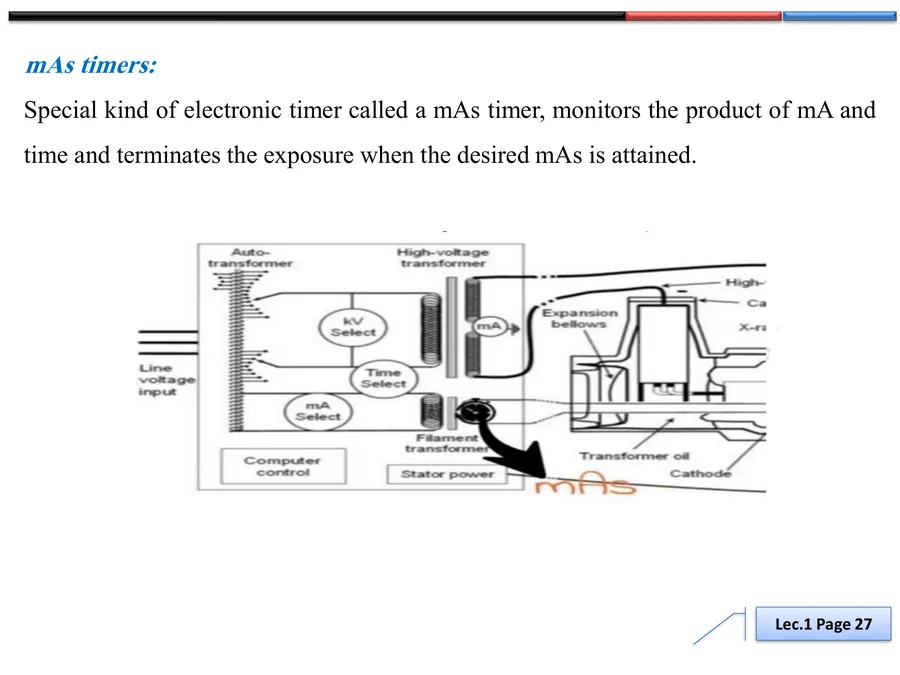 mAs timers:
Special kind of electronic timer called a mAs timer, monitors the product of mA and
time and terminates the exposure when the desired mAs is attained.
Auto-
transformer
High-voltage
transformer
High-
Ca
Expansion
bellows
kV
Select
mA
X-ra
Line
voltage
input
Time
Select
mA
Select
Filament
transformer
Transformer oil
Computer
control
Stator power
Cathode
mAs
Lec.1 Page 27